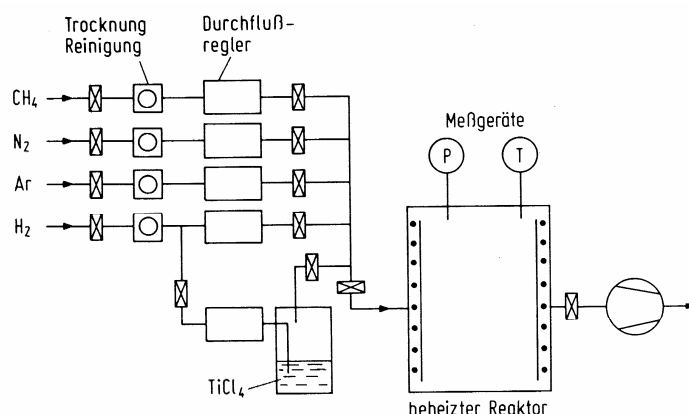 Trocknung
Reinigung
Durchfluß-
regler
CH₄
N₂
Ar
H₂
Meßgeräte
P
T
TiCl₄
beheizter Reaktor